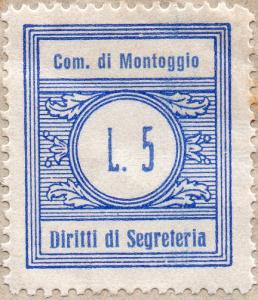 Com. di Montoggio
L. 5
Diritti di Segreteria